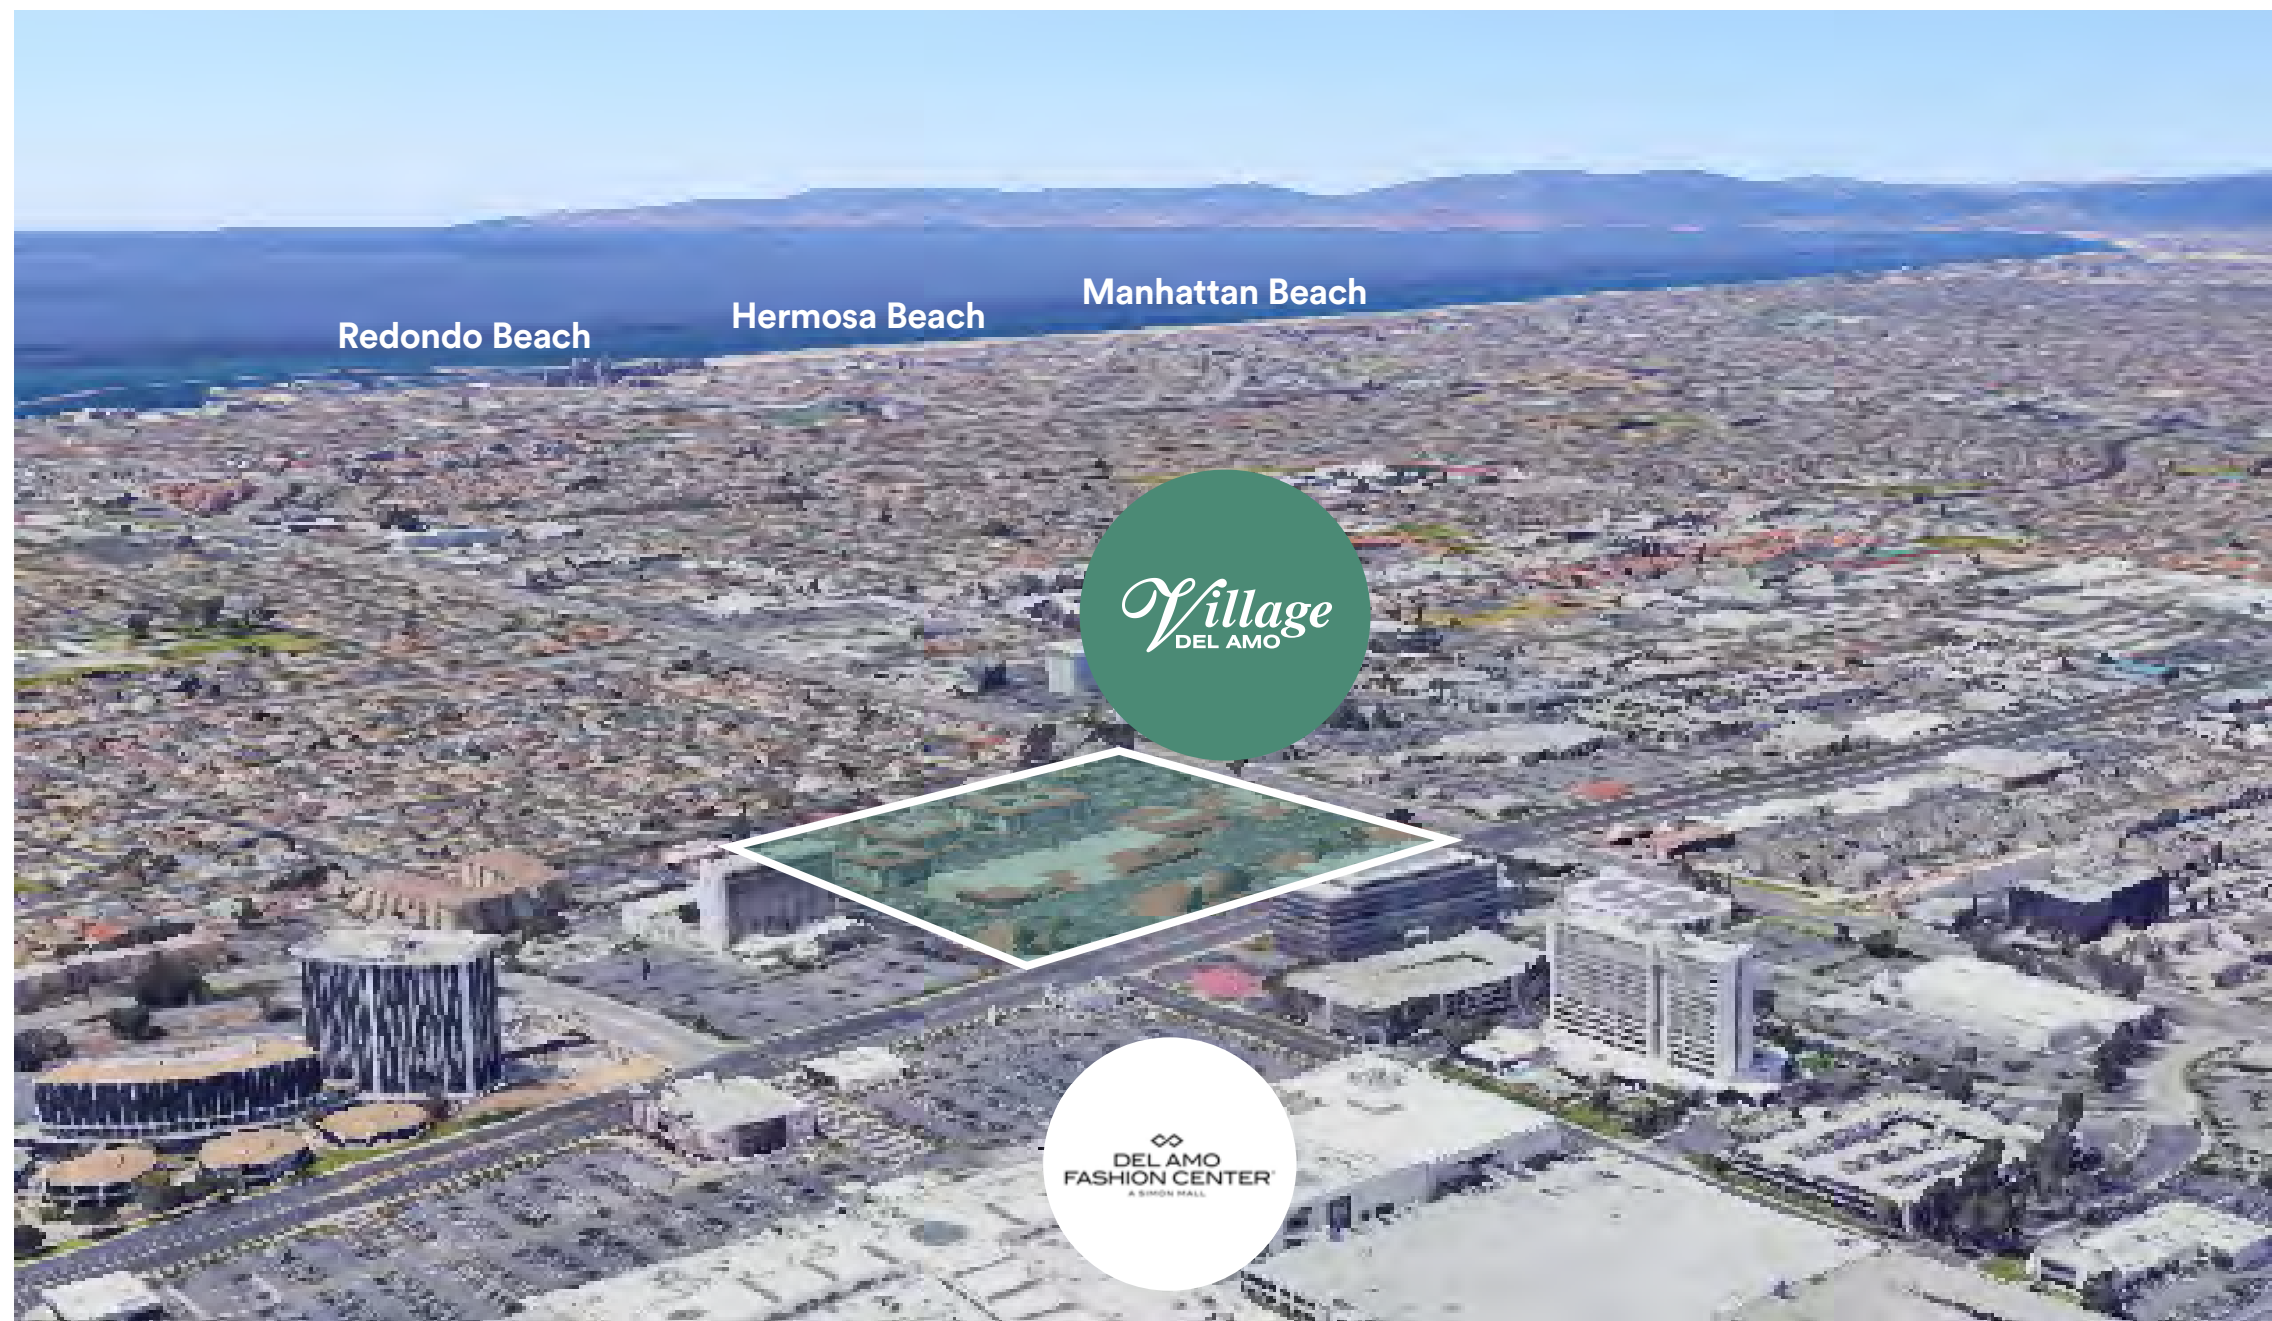 Manhattan Beach
Hermosa Beach
Redondo Beach
Village
DEL AMO
DEL AMO
FASHION CENTER
A SIMON MALL